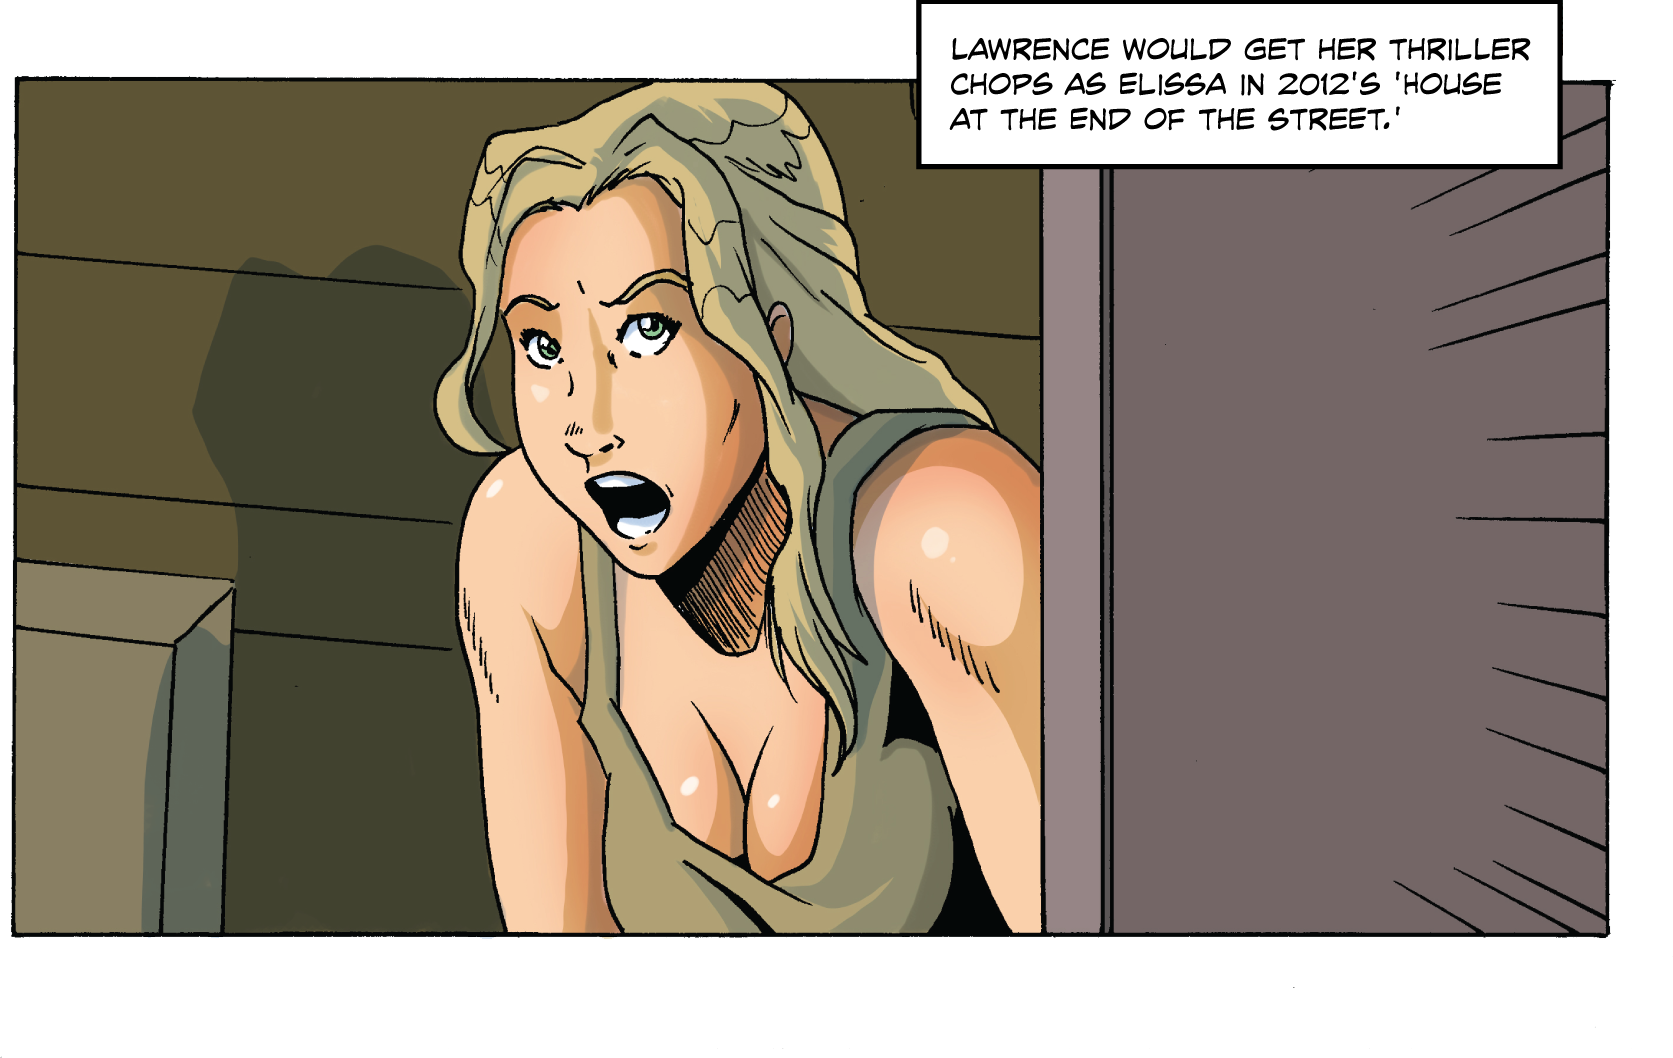 LAWRENCE WOULD GET HER THRILLER
CHOPS AS ELISSA IN 2012'S 'HOUSE
AT THE END OF THE STREET.'